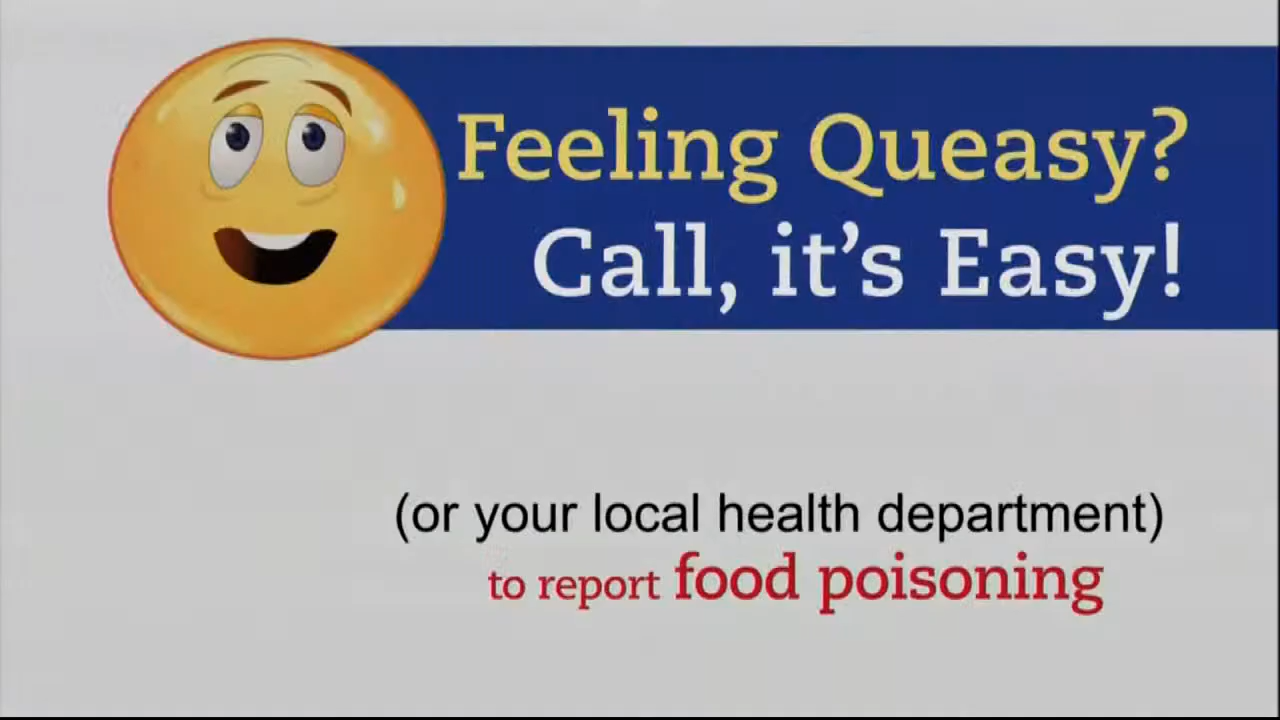 Feeling Queasy?
Call, it's Easy!
(or your local health department)
to report food poisoning